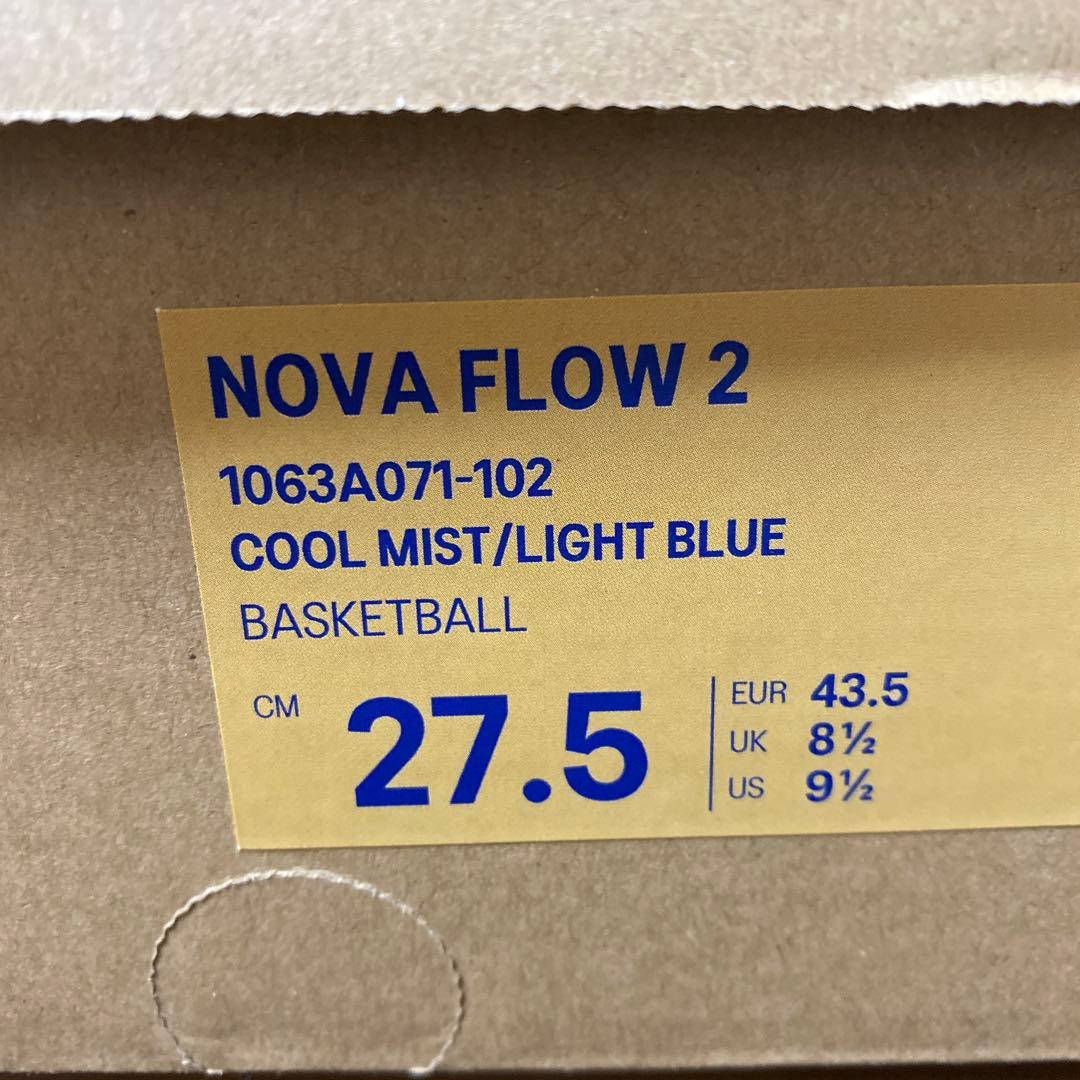 NOVA FLOW 2
1063A071-102
COOL MIST/LIGHT BLUE
BASKETBALL
CM 27.5
EUR 43.5
UK 8½
US 9½